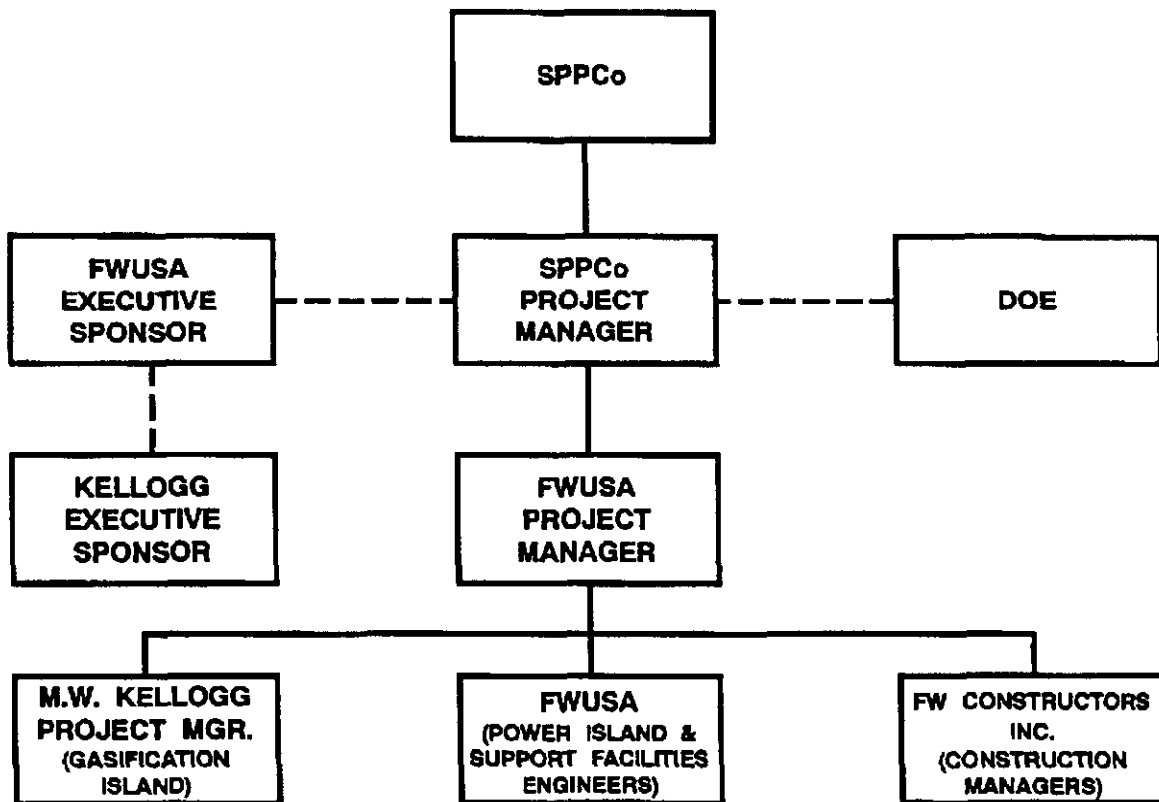 SPPCo
FWUSA
EXECUTIVE
SPONSOR
SPPCo
PROJECT
MANAGER
DOE
KELLOGG
EXECUTIVE
SPONSOR
FWUSA
PROJECT
MANAGER
M.W. KELLOGG
PROJECT MGR.
(GASIFICATION
ISLAND)
FWUSA
(POWER ISLAND &
SUPPORT FACILITIES
ENGINEERS)
FW CONSTRUCTORS
INC.
(CONSTRUCTION
MANAGERS)